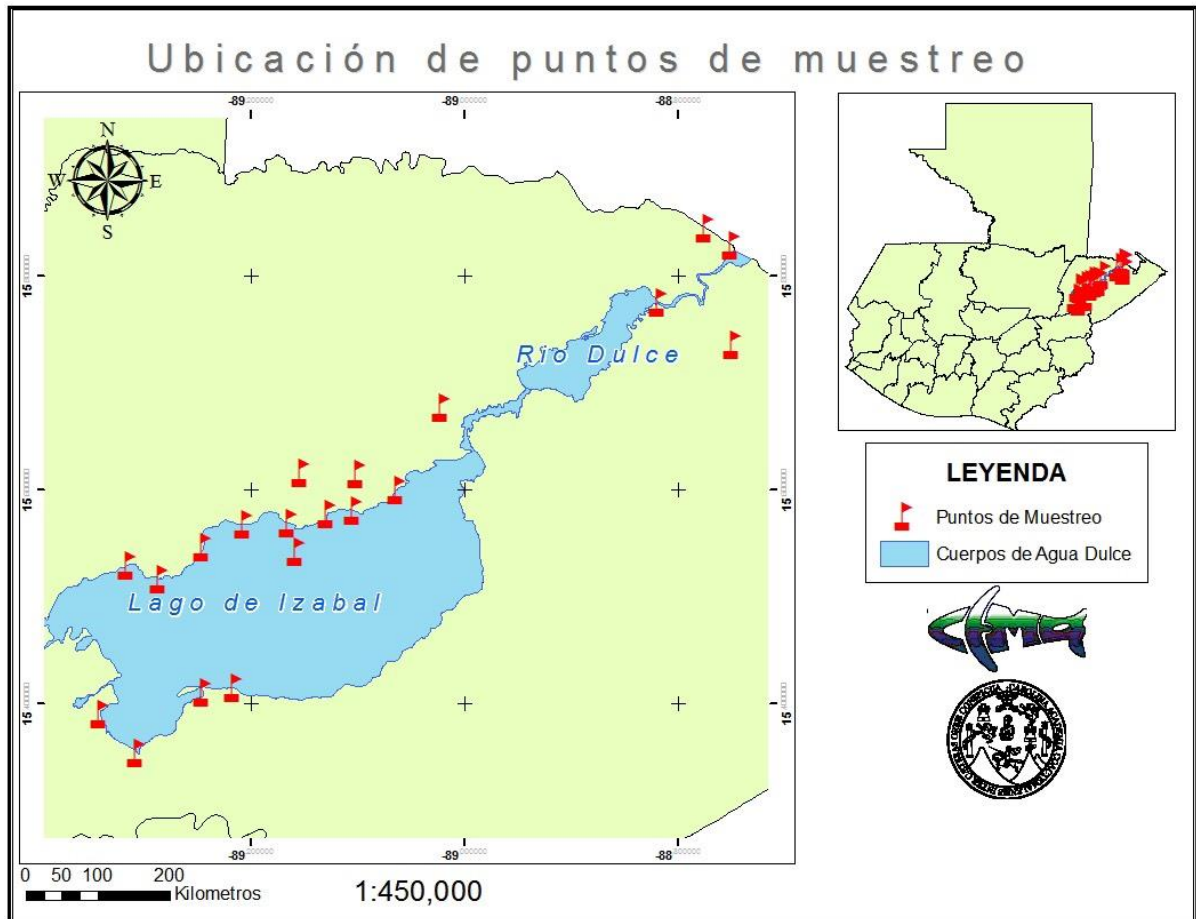 Ubicación de puntos de muestreo
-89 -89 -88
N
W E
S
15
15
15
Río Dulce
Lago de Izabal
15
15
15
-89 -89 -88
0 50 100 200
Kilometros
1:450,000
LEYENDA
Puntos de Muestreo
Cuerpos de Agua Dulce
CEMA